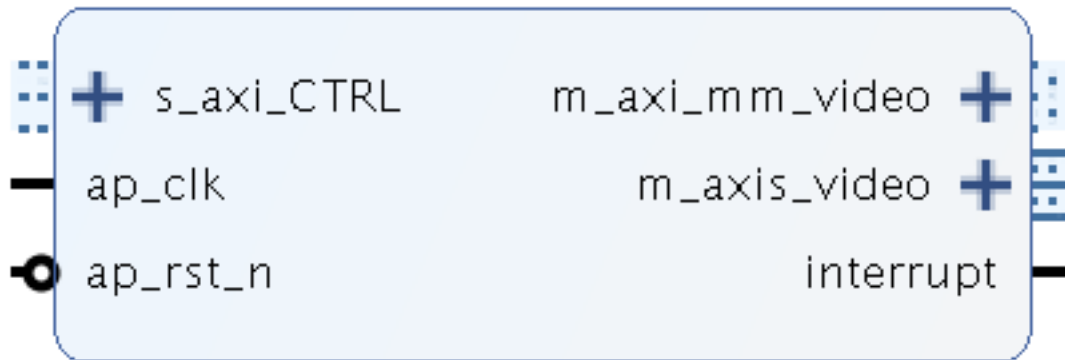 s_axi_CTRL
m_axi_mm_video
ap_clk
m_axis_video
ap_rst_n
interrupt